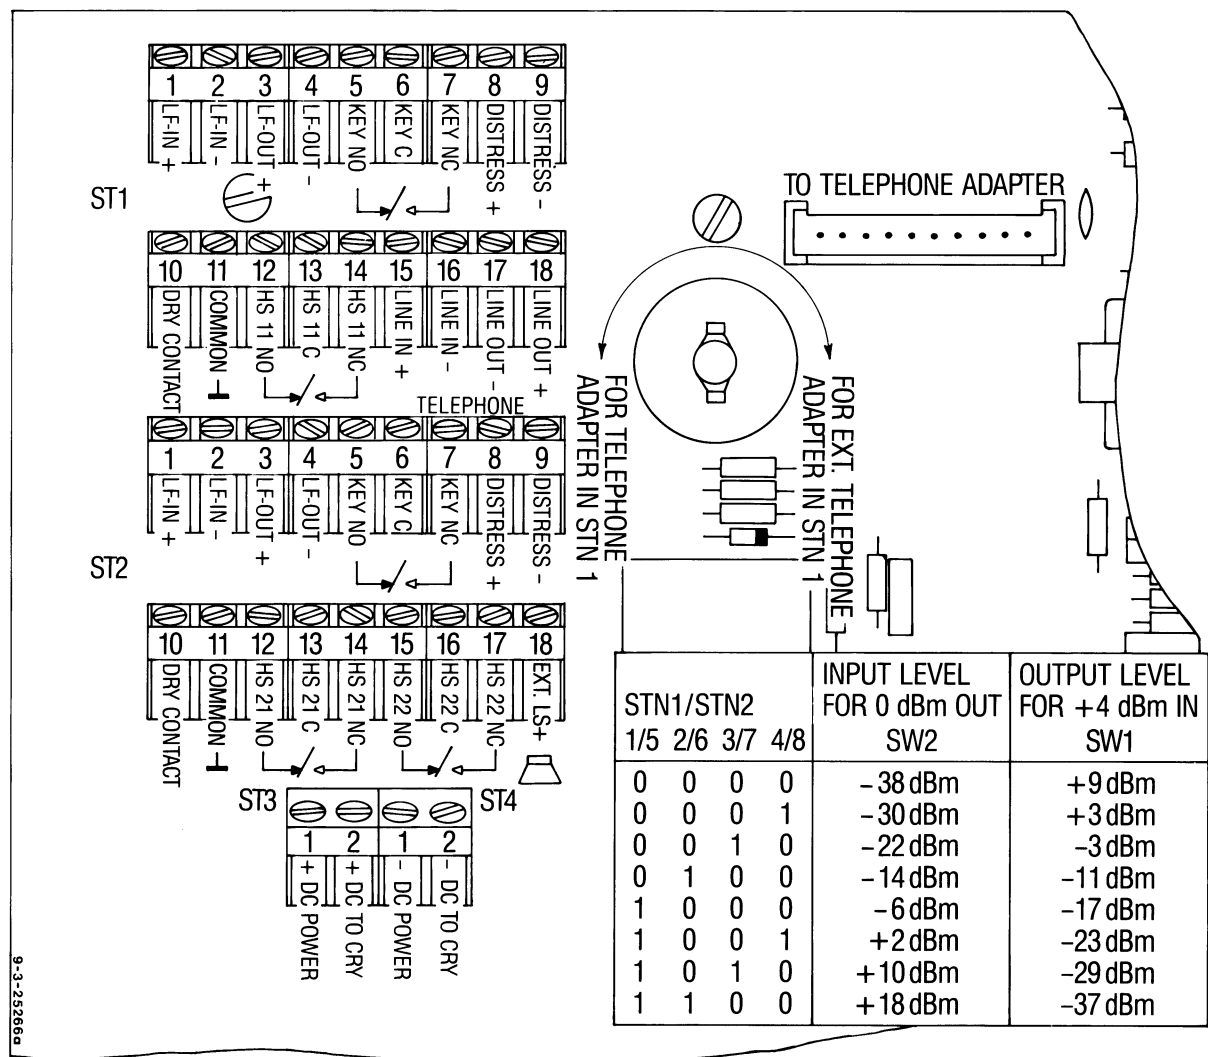 1 2 3 4 5 6 7 8 9
LF-IN +
LF-IN -
LF-OUT +
LF-OUT -
KEY NO
KEY C
KEY NC
DISTRESS +
DISTRESS -
ST1
10 11 12 13 14 15 16 17 18
DRY CONTACT
COMMON
HS 11 NO
HS 11 C
HS 11 NC
LINE IN +
LINE IN -
LINE OUT -
LINE OUT +
TELEPHONE
1 2 3 4 5 6 7 8 9
LF-IN +
LF-IN -
LF-OUT +
LF-OUT -
KEY NO
KEY C
KEY NC
DISTRESS +
DISTRESS -
ST2
10 11 12 13 14 15 16 17 18
DRY CONTACT
COMMON
HS 21 NO
HS 21 C
HS 21 NC
HS 22 NO
HS 22 C
HS 22 NC
EXT. LS+
ST3
ST4
1 2 1 2
+ DC POWER
+ DC TO CRY
- DC POWER
- DC TO CRY
TO TELEPHONE ADAPTER
FOR TELEPHONE
ADAPTER IN STN 1
FOR EXT. TELEPHONE
ADAPTER IN STN 1
STN1/STN2
1/5 2/6 3/7 4/8
INPUT LEVEL
FOR 0 dBm OUT
SW2
OUTPUT LEVEL
FOR +4 dBm IN
SW1
0 0 0 0 -38 dBm +9 dBm
0 0 0 1 -30 dBm +3 dBm
0 0 1 0 -22 dBm -3 dBm
0 1 0 0 -14 dBm -11 dBm
1 0 0 0 -6 dBm -17 dBm
1 0 0 1 +2 dBm -23 dBm
1 0 1 0 +10 dBm -29 dBm
1 1 0 0 +18 dBm -37 dBm
9-3-25266a